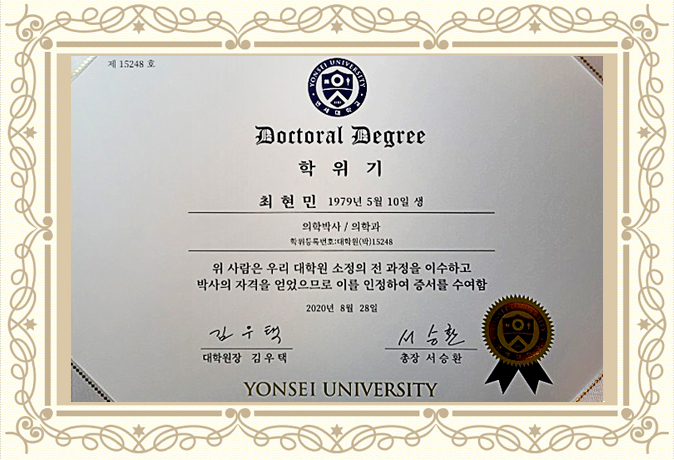 제 15248 호
YONSEI UNIVERSITY
연세대학교
Doctoral Degree
학위기
최현민 1979년 5월 10일 생
의학박사 / 의학과
학위등록번호:대학원(박)15248
위 사람은 우리 대학원 소정의 전 과정을 이수하고
박사의 자격을 얻었으므로 이를 인정하여 증서를 수여함
2020년 8월 28일
김우택 서승환
대학원장 김우택 총장 서승환
YONSEI UNIVERSITY